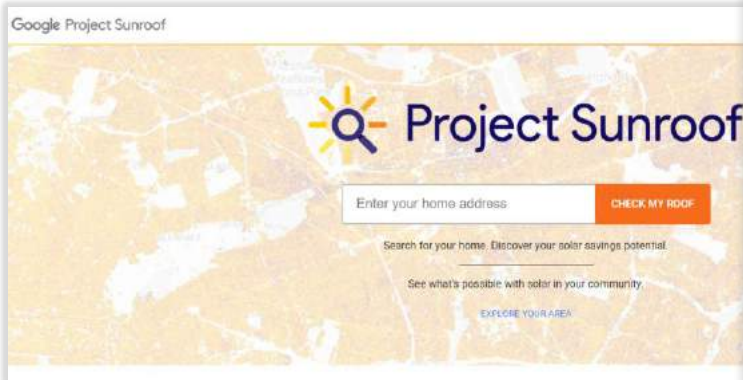 Google Project Sunroof
Project Sunroof
Enter your home address
CHECK MY ROOF
Search for your home. Discover your solar savings potential.
See what's possible with solar in your community.
EXPLORE YOUR AREA